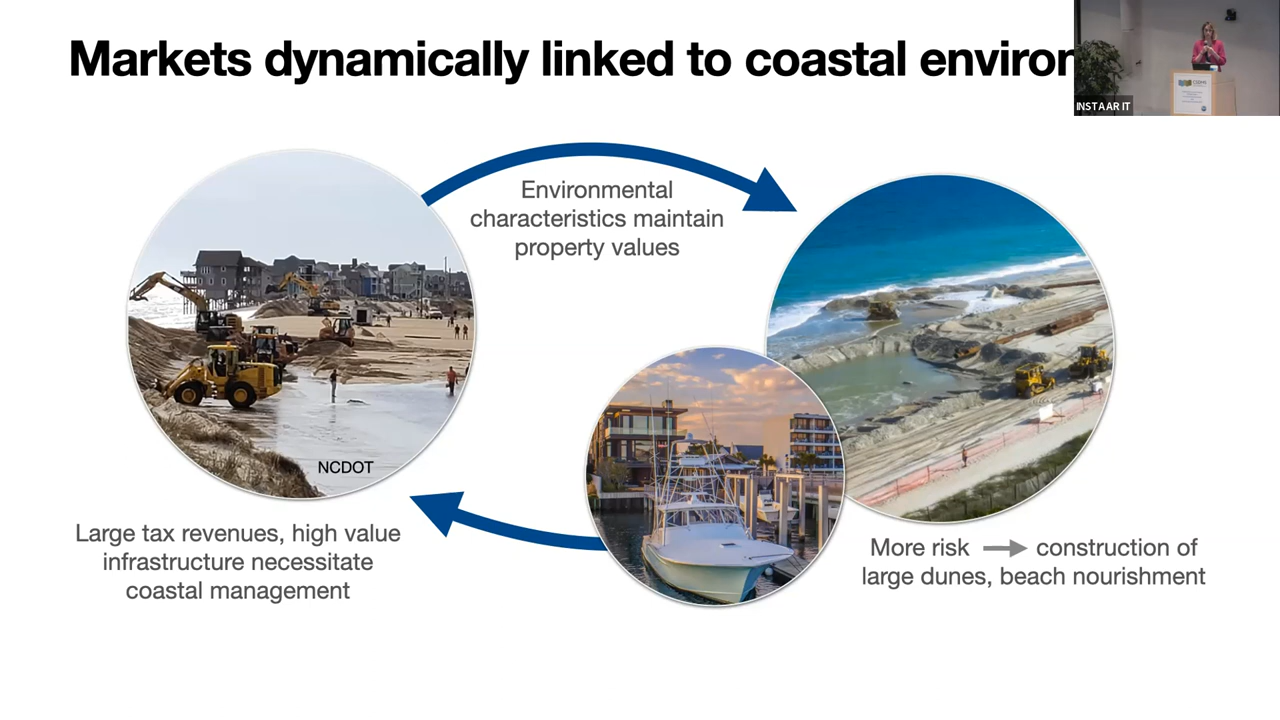 Markets dynamically linked to coastal environ
INSTAAR IT
Environmental
characteristics maintain
property values
NCDOT
Large tax revenues, high value
infrastructure necessitate
coastal management
More risk → construction of
large dunes, beach nourishment